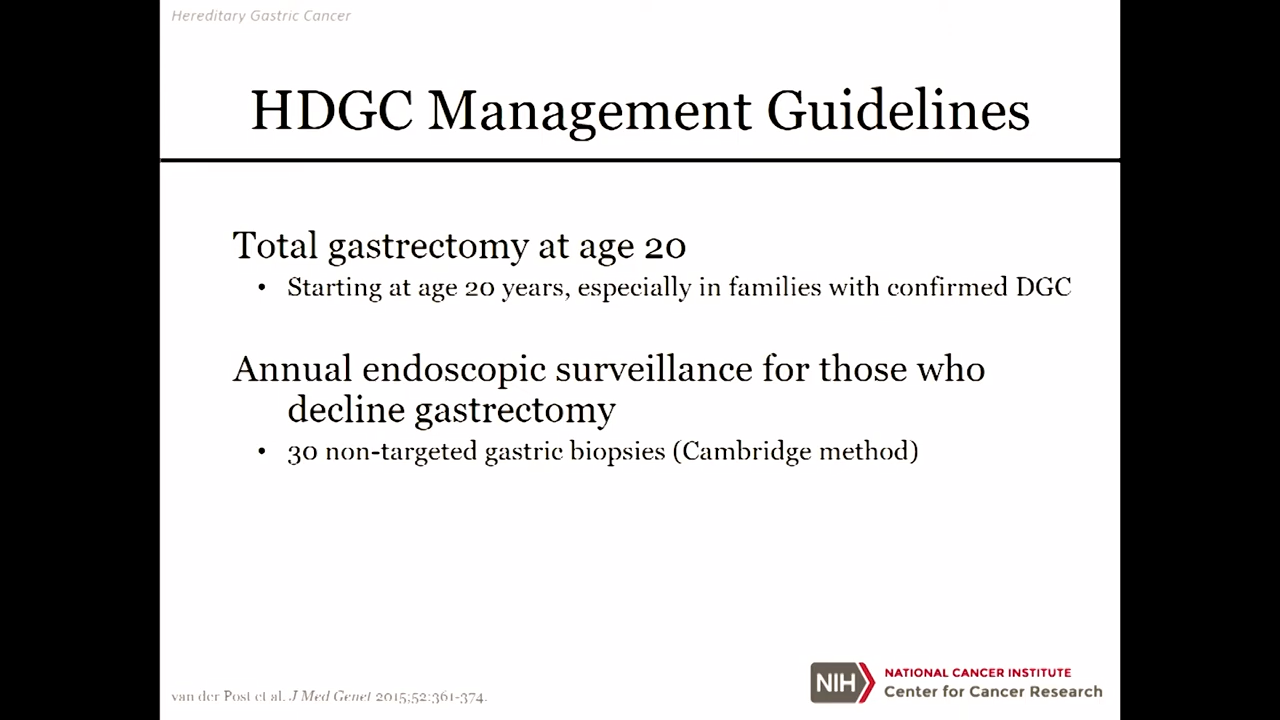 Hereditary Gastric Cancer
HDGC Management Guidelines
Total gastrectomy at age 20
• Starting at age 20 years, especially in families with confirmed DGC
Annual endoscopic surveillance for those who
decline gastrectomy
• 30 non-targeted gastric biopsies (Cambridge method)
van der Post et al. J Med Genet 2015;52:361-374.
NIH
NATIONAL CANCER INSTITUTE
Center for Cancer Research